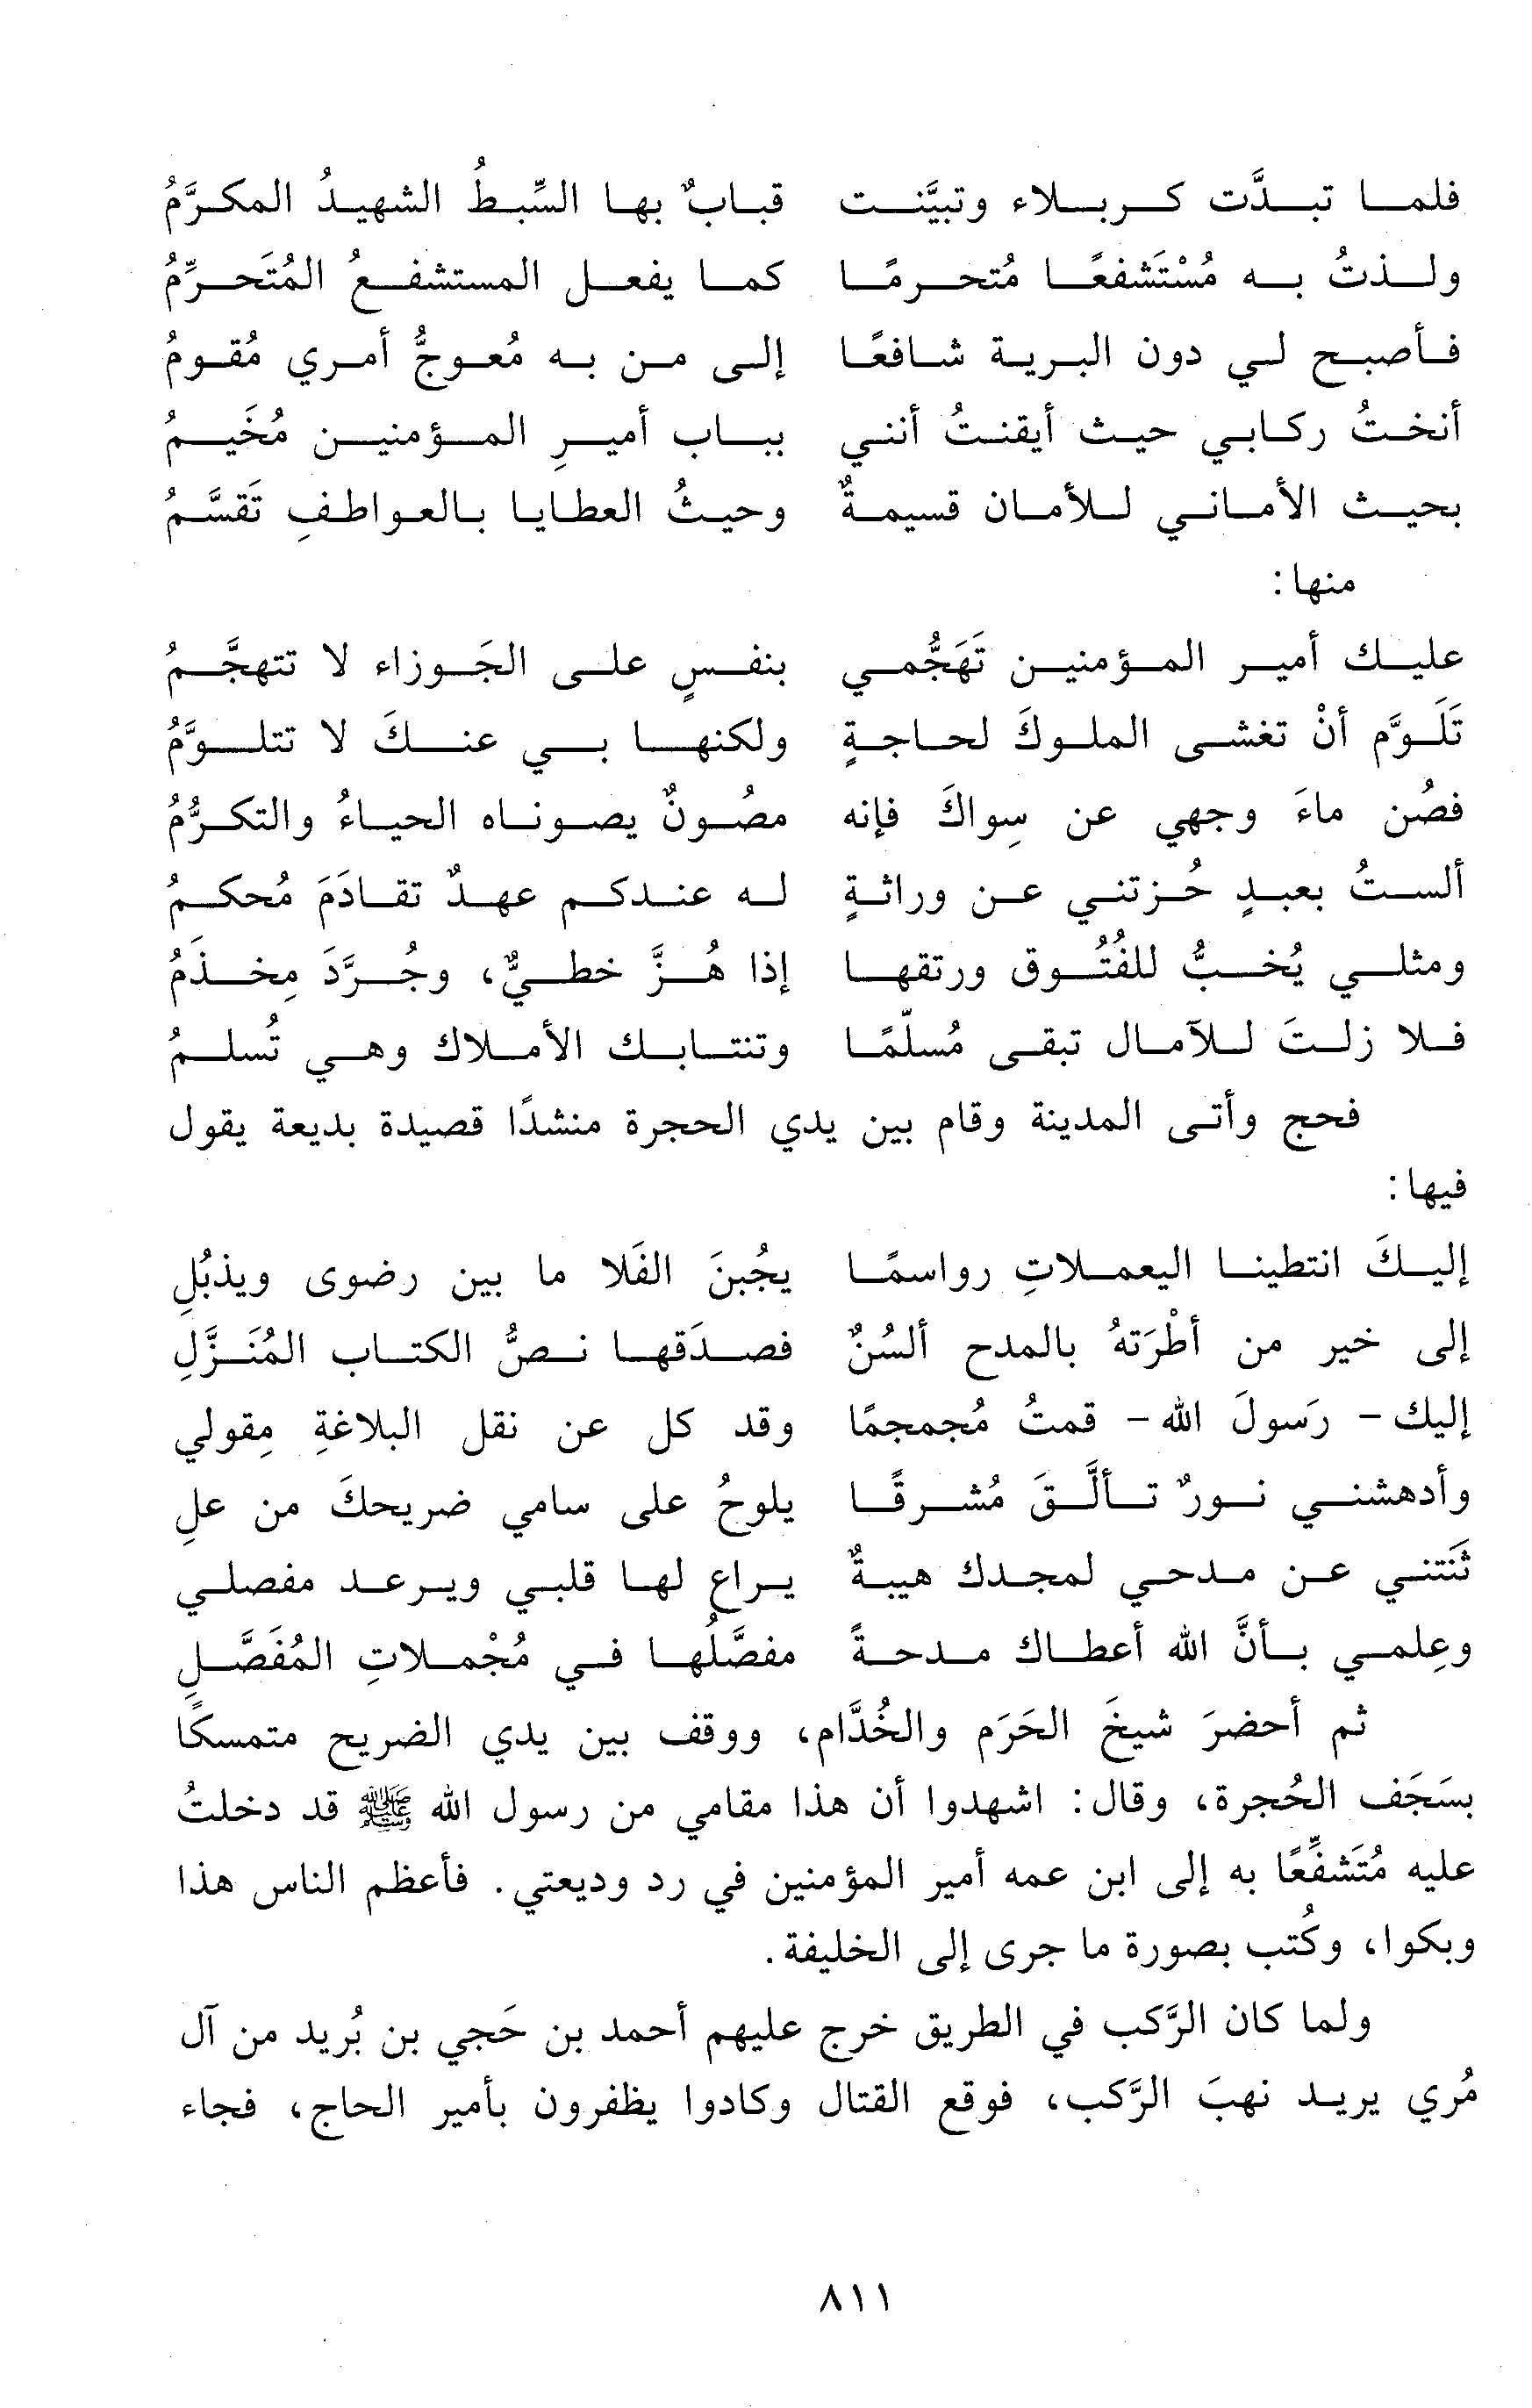 فلما تبدَّت كربلاء وتبيَّنت قبابٌ بها السِّبطُ الشهيدُ المكرَّمُ
ولذتُ به مُسْتَشفعًا مُتحرمًا كما يفعل المستشفعُ المُتَحرِّمُ
فأصبح لي دون البرية شافعًا إلى من به مُعوجُّ أمري مُقومُ
أنختُ ركابي حيث أيقنتُ أنني بباب أميرِ المؤمنين مُخَيمُ
بحيث الأماني للأمان قسيمةٌ وحيثُ العطايا بالعواطفِ تَقسَّمُ
منها:
عليك أمير المؤمنين تَهَجُّمي بنفسٍ على الجَوزاء لا تتهجَّمُ
تَلَوَّم أنْ تغشى الملوكَ لحاجةٍ ولكنها بي عنكَ لا تتلوَّمُ
فصُن ماءَ وجهي عن سِواكَ فإنه مصُونٌ يصوناه الحياءُ والتكرُّمُ
ألستُ بعبدٍ حُزتني عن وراثةٍ له عندكم عهدٌ تقادَمَ مُحكمُ
ومثلي يُخبُّ للفُتُوق ورتقها إذا هُزَّ خطيٌّ، وجُرَّدَ مِخذَمُ
فلا زلتَ للآمال تبقى مُسلّمًا وتنتابك الأملاك وهي تُسلمُ
فحج وأتى المدينة وقام بين يدي الحجرة منشدًا قصيدة بديعة يقول
فيها:
إليكَ انتطينا اليعملاتِ رواسمًا يجُبنَ الفَلا ما بين رضوى ويذبُلِ
إلى خير من أطْرَتهُ بالمدح ألسُنٌ فصدَقها نصُّ الكتاب المُنَزَّلِ
إليك - رَسولَ الله - قمتُ مُجمجمًا وقد كل عن نقل البلاغةِ مِقولي
وأدهشني نورٌ تألَّقَ مُشرقًا يلوحُ على سامي ضريحكَ من علِ
ثَنَتني عن مدحي لمجدك هيبةٌ يراع لها قلبي ويرعد مفصلي
وعِلمي بأنَّ الله أعطاك مدحةً مفصَّلُها في مُجْملاتِ المُفَصَّلِ
ثم أحضرَ شيخَ الحَرَم والخُدَّام، ووقف بين يدي الضريح متمسكًا
بسَجَف الحُجرة، وقال: اشهدوا أن هذا مقامي من رسول الله ﷺ قد دخلتُ
عليه مُتَشفِّعًا به إلى ابن عمه أمير المؤمنين في رد وديعتي. فأعظم الناس هذا
وبكوا، وكُتب بصورة ما جرى إلى الخليفة.
ولما كان الرَّكب في الطريق خرج عليهم أحمد بن حَجي بن بُريد من آل
مُري يريد نهبَ الرَّكب، فوقع القتال وكادوا يظفرون بأمير الحاج، فجاء
٨١١